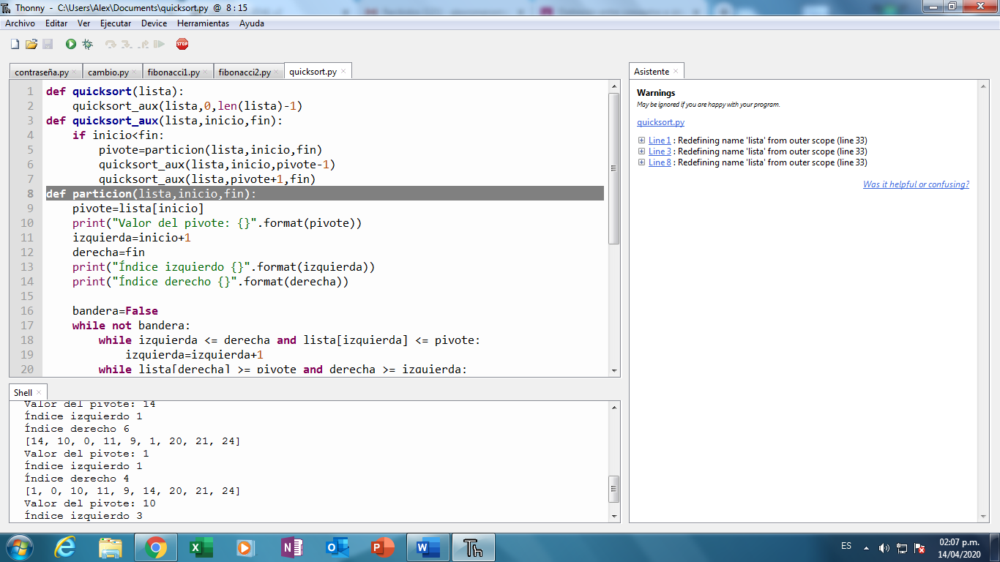 Thonny - C:\Users\Alex\Documents\quicksort.py @ 8 : 15
Archivo Editar Ver Ejecutar Device Herramientas Ayuda
STOP
contraseña.py cambio.py fibonacci1.py fibonacci2.py quicksort.py
1 def quicksort(lista):
2     quicksort_aux(lista,0,len(lista)-1)
3 def quicksort_aux(lista,inicio,fin):
4     if inicio<fin:
5         pivote=particion(lista,inicio,fin)
6         quicksort_aux(lista,inicio,pivote-1)
7         quicksort_aux(lista,pivote+1,fin)
8 def particion(lista,inicio,fin):
9     pivote=lista[inicio]
10     print("Valor del pivote: {}".format(pivote))
11     izquierda=inicio+1
12     derecha=fin
13     print("Índice izquierdo {}".format(izquierda))
14     print("Índice derecho {}".format(derecha))
15
16     bandera=False
17     while not bandera:
18         while izquierda <= derecha and lista[izquierda] <= pivote:
19             izquierda=izquierda+1
20         while lista[derecha] >= pivote and derecha >= izquierda:
Shell
Valor del pivote: 14
Índice izquierdo 1
Índice derecho 6
[14, 10, 0, 11, 9, 1, 20, 21, 24]
Valor del pivote: 1
Índice izquierdo 1
Índice derecho 4
[1, 0, 10, 11, 9, 14, 20, 21, 24]
Valor del pivote: 10
Índice izquierdo 3
Asistente
Warnings
May be ignored if you are happy with your program.
quicksort.py
Line 1 : Redefining name 'lista' from outer scope (line 33)
Line 3 : Redefining name 'lista' from outer scope (line 33)
Line 8 : Redefining name 'lista' from outer scope (line 33)
Was it helpful or confusing?
ES
02:07 p.m.
14/04/2020